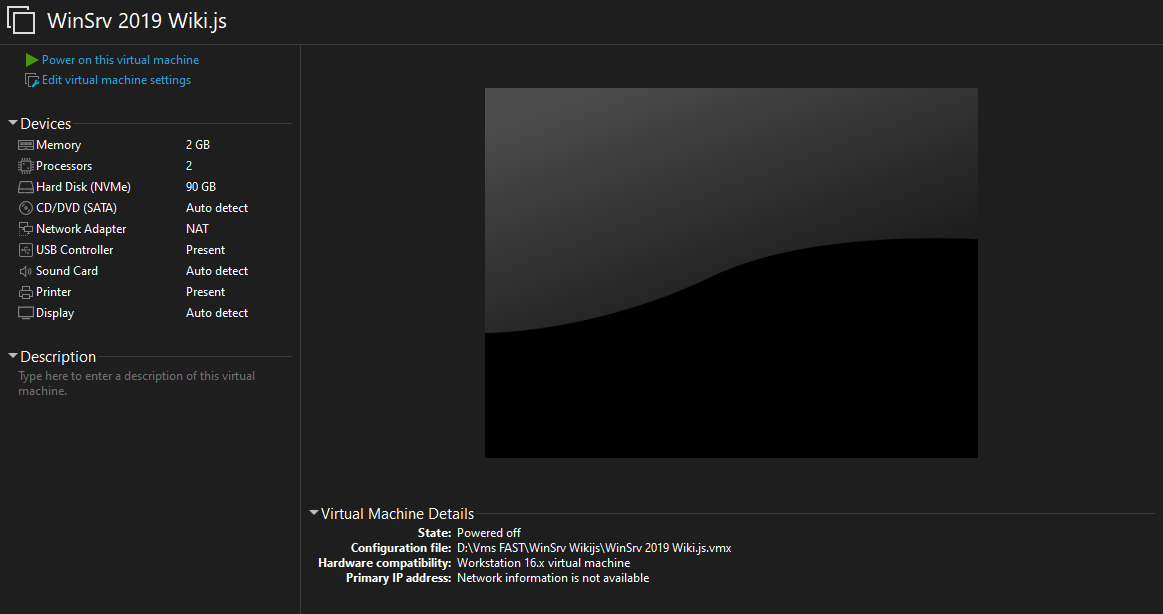 WinSrv 2019 Wiki.js
Power on this virtual machine
Edit virtual machine settings
Devices
Memory 2 GB
Processors 2
Hard Disk (NVMe) 90 GB
CD/DVD (SATA) Auto detect
Network Adapter NAT
USB Controller Present
Sound Card Auto detect
Printer Present
Display Auto detect
Description
Type here to enter a description of this virtual
machine.
Virtual Machine Details
State: Powered off
Configuration file: D:\Vms FAST\WinSrv Wikijs\WinSrv 2019 Wiki.js.vmx
Hardware compatibility: Workstation 16.x virtual machine
Primary IP address: Network information is not available